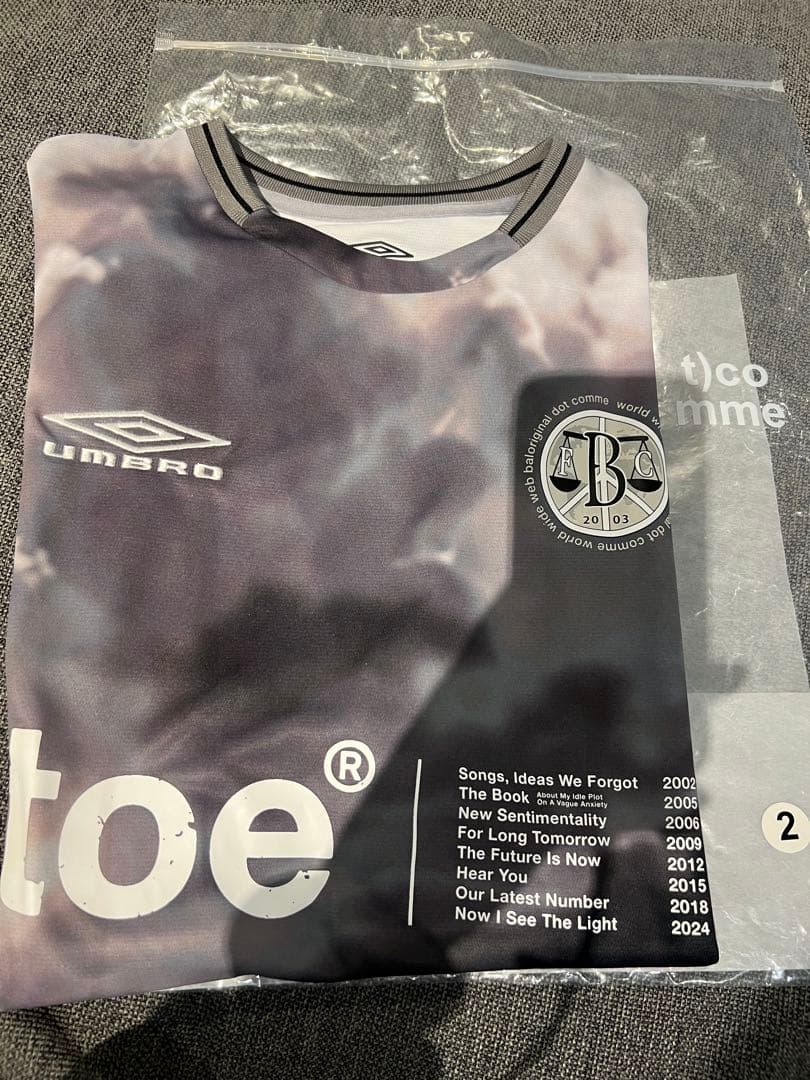 t)co
mme
UMBRO
world wide web baloriginal dot comme world w
al dot comme
F B C
20 03
toe®
Songs, Ideas We Forgot 2002
The Book About My Idle Plot On A Vague Anxiety 2005
New Sentimentality 2006
For Long Tomorrow 2009
The Future Is Now 2012
Hear You 2015
Our Latest Number 2018
Now I See The Light 2024
2